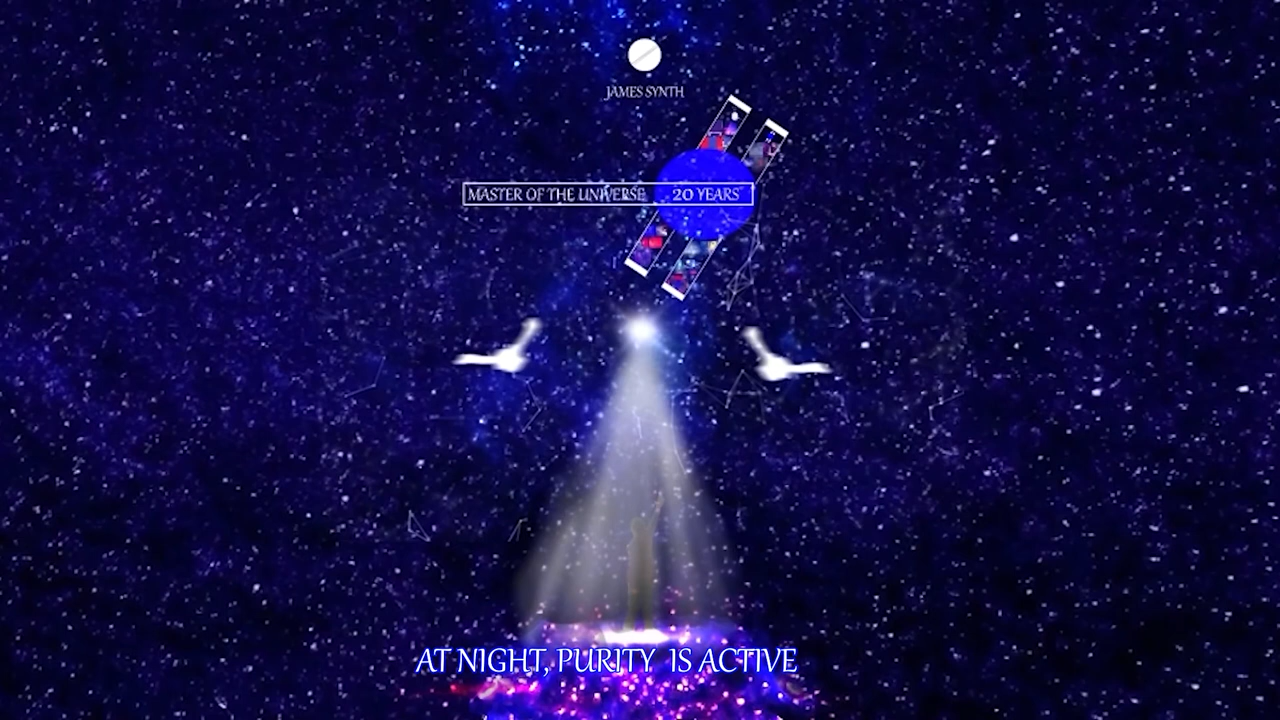 JAMES SYNTH
MASTER OF THE UNIVERSE 20 YEARS
AT NIGHT, PURITY IS ACTIVE